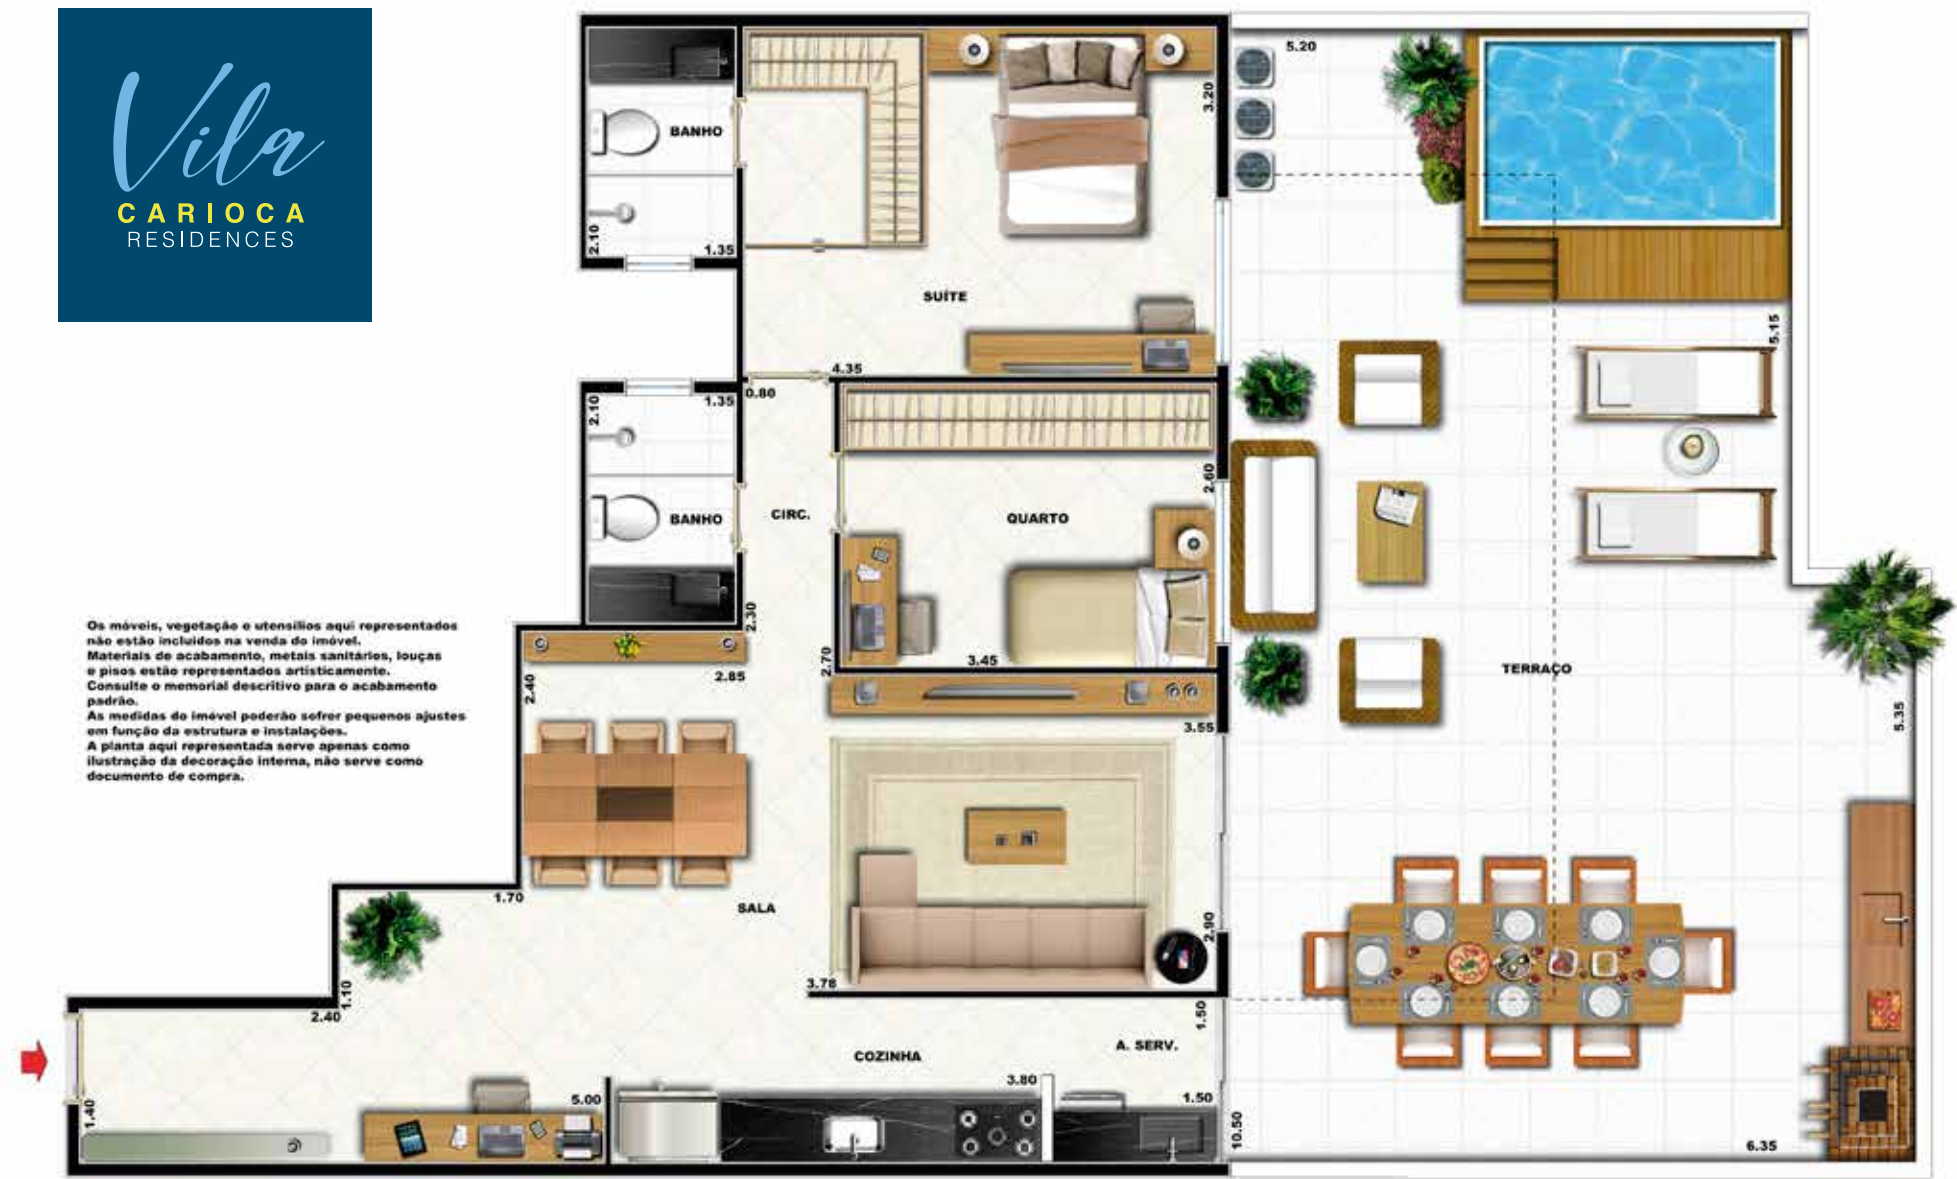 Vila
CARIOCA
RESIDENCES
5.20
BANHO
3.20
2.10
1.35
SUÍTE
5.15
4.35
0.80
1.35
2.10
2.60
CIRC.
QUARTO
BANHO
2.30
2.70
3.45
TERRAÇO
Os móveis, vegetação e utensílios aqui representados
não estão incluidos na venda do imóvel.
Materiais de acabamento, metais sanitários, louças
e pisos estão representados artisticamente.
Consulte o memorial descritivo para o acabamento
padrão.
As medidas do imóvel poderão sofrer pequenos ajustes
em função da estrutura e instalações.
A planta aqui representada serve apenas como
ilustração da decoração interna, não serve como
documento de compra.
2.40
2.85
3.55
5.35
1.70
SALA
2.90
3.78
1.10
2.40
1.50
A. SERV.
COZINHA
3.80
1.40
5.00
1.50
10.50
6.35